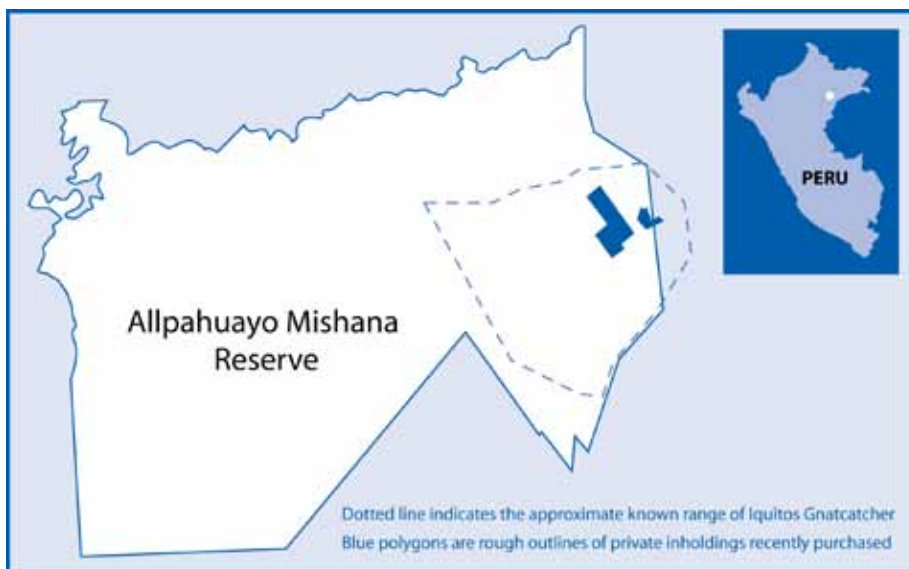 PERU
Allpahuayo Mishana
Reserve
Dotted line indicates the approximate known range of Iquitos Gnatcatcher
Blue polygons are rough outlines of private inholdings recently purchased